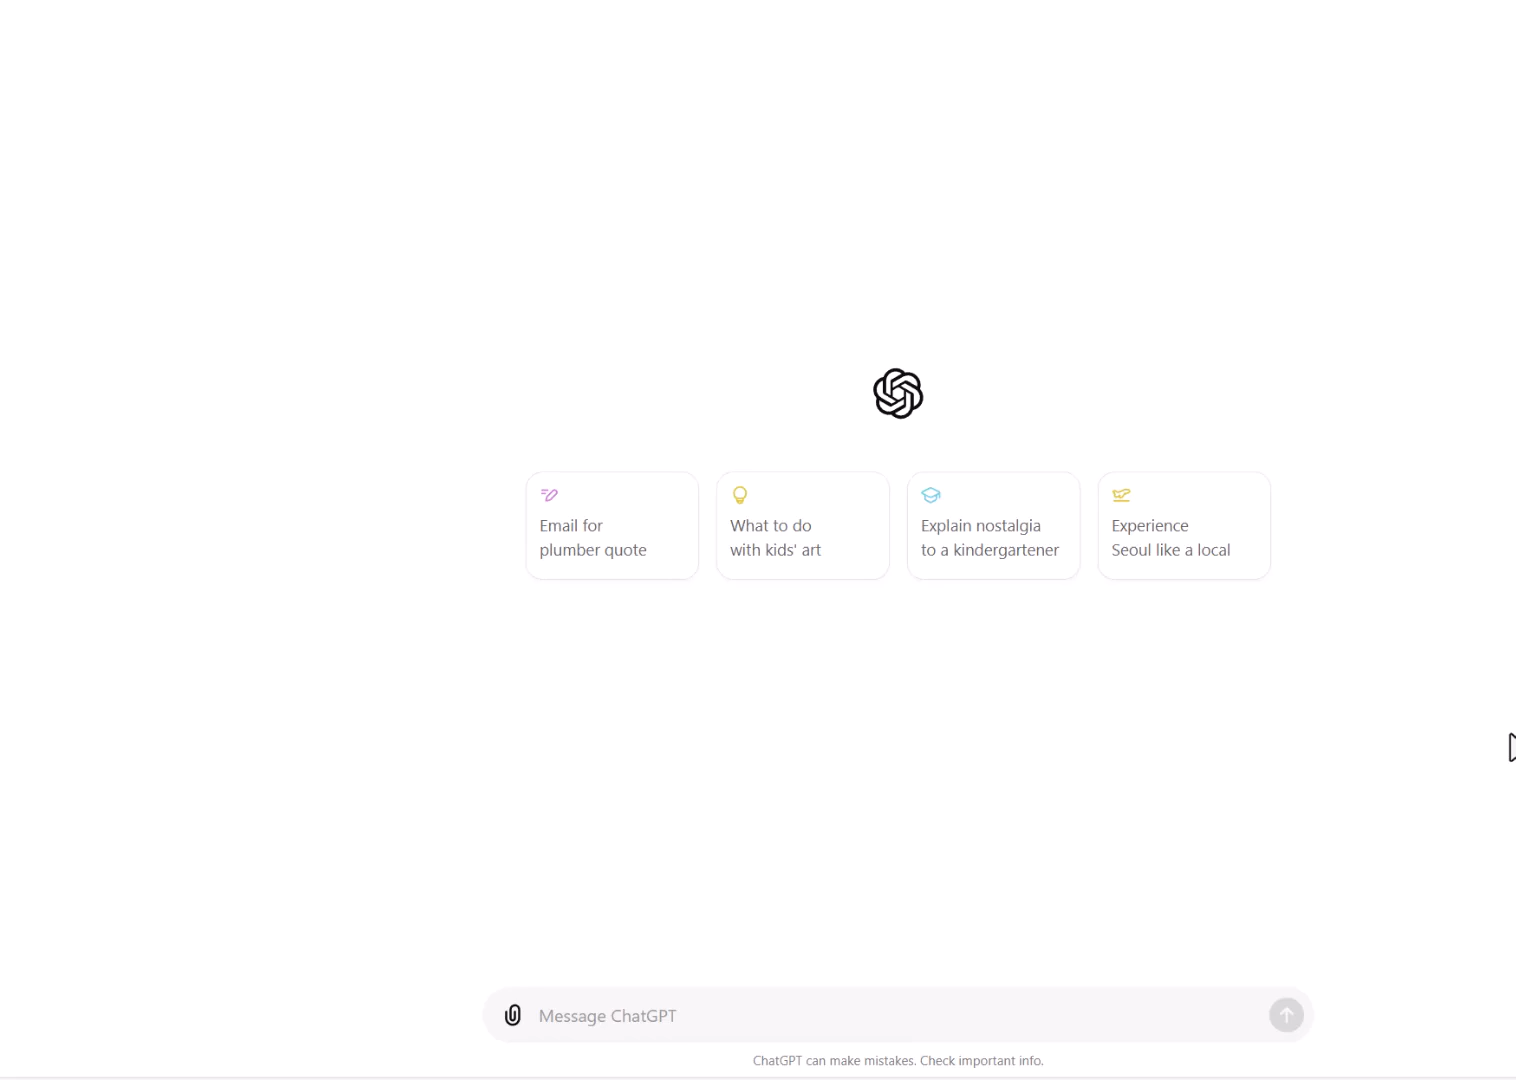 Email for
plumber quote
What to do
with kids' art
Explain nostalgia
to a kindergartener
Experience
Seoul like a local
Message ChatGPT
ChatGPT can make mistakes. Check important info.